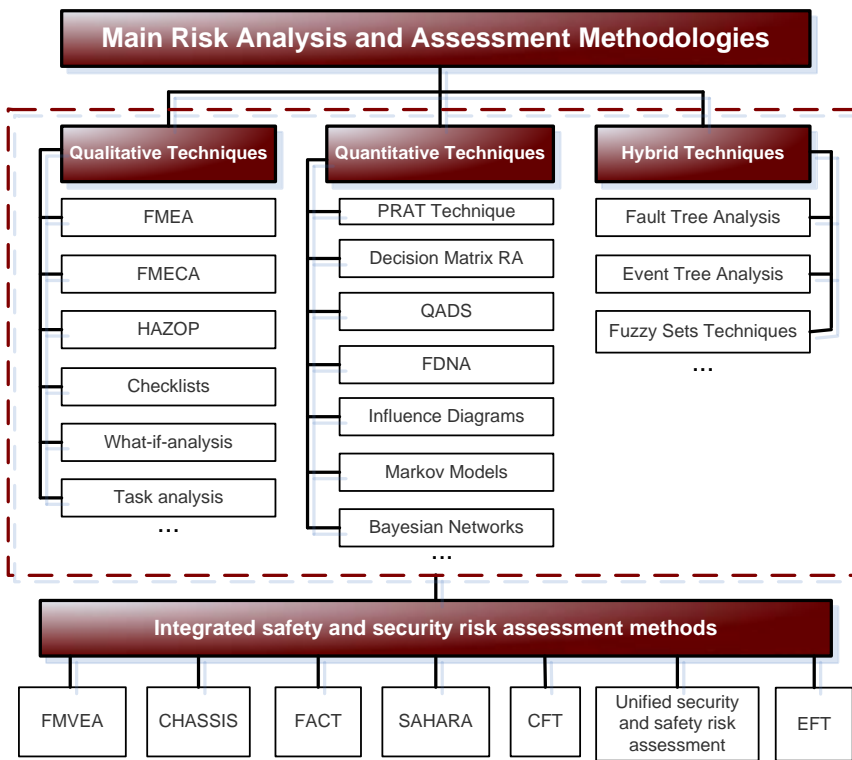 Main Risk Analysis and Assessment Methodologies
Qualitative Techniques
FMEA
FMECA
HAZOP
Checklists
What-if-analysis
Task analysis
...
Quantitative Techniques
PRAT Technique
Decision Matrix RA
QADS
FDNA
Influence Diagrams
Markov Models
Bayesian Networks
...
Hybrid Techniques
Fault Tree Analysis
Event Tree Analysis
Fuzzy Sets Techniques
...
Integrated safety and security risk assessment methods
FMVEA
CHASSIS
FACT
SAHARA
CFT
Unified security
and safety risk
assessment
EFT